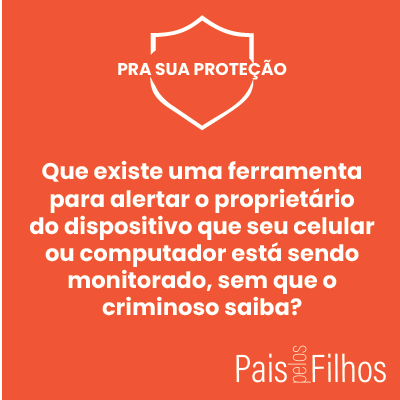 PRA SUA PROTEÇÃO
Que existe uma ferramenta
para alertar o proprietário
do dispositivo que seu celular
ou computador está sendo
monitorado, sem que o
criminoso saiba?
Pais pelos Filhos